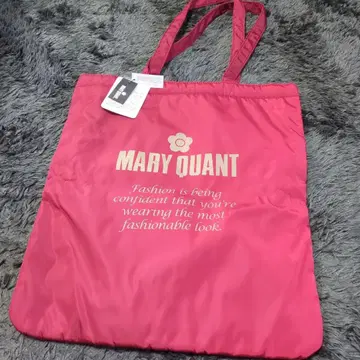 MARY QUANT
Fashion is being
confident that you're
wearing the most
fashionable look.